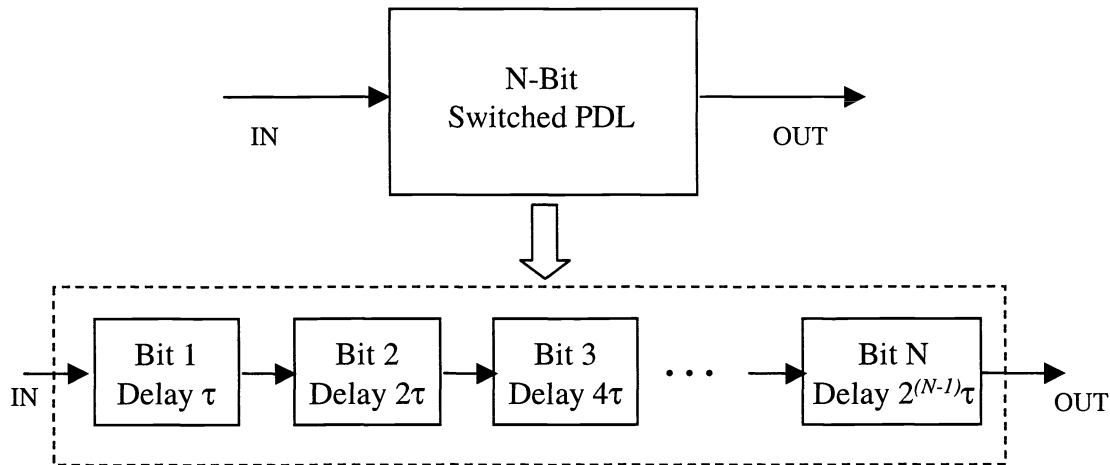 N-Bit
Switched PDL
IN
OUT
Bit 1
Delay τ
Bit 2
Delay 2τ
Bit 3
Delay 4τ
. . .
Bit N
Delay 2^(N-1)τ
IN
OUT